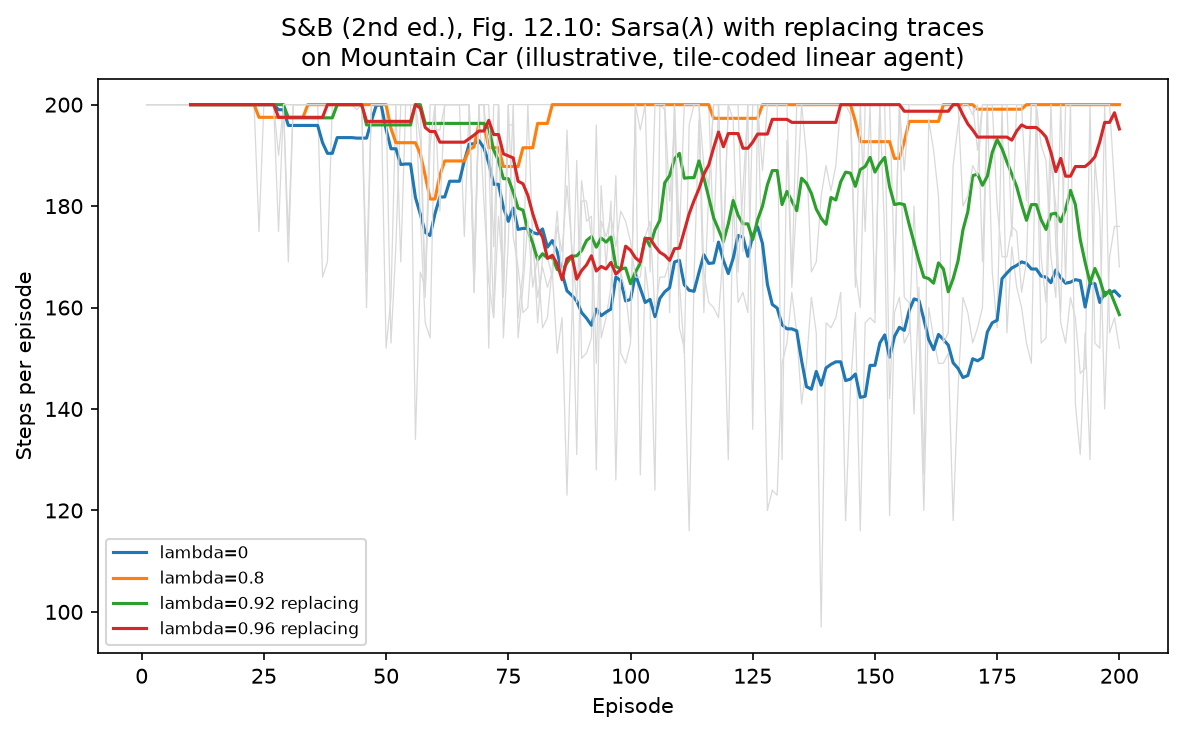 S&B (2nd ed.), Fig. 12.10: Sarsa(λ) with replacing traces
on Mountain Car (illustrative, tile-coded linear agent)
Steps per episode
200
180
160
140
120
100
lambda=0
lambda=0.8
lambda=0.92 replacing
lambda=0.96 replacing
0 25 50 75 100 125 150 175 200
Episode